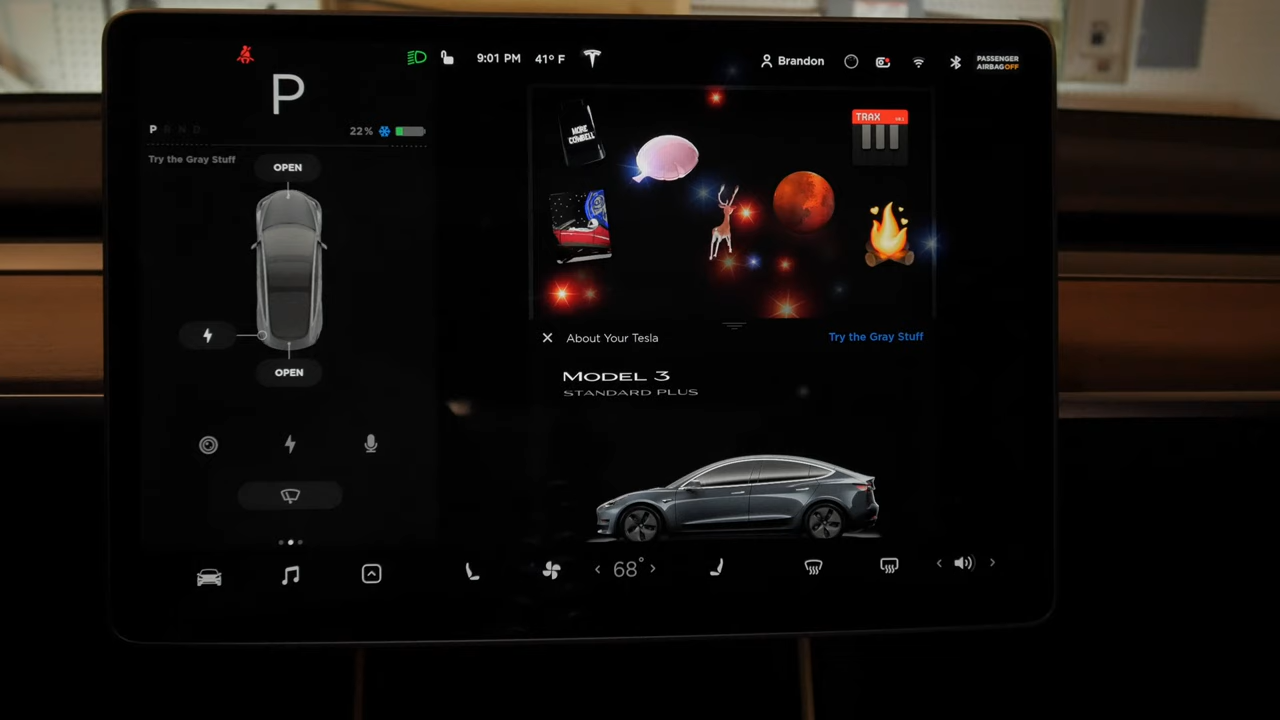 9:01 PM 41° F
Brandon
PASSENGER
AIRBAG OFF
P
P R N D
22%
Try the Gray Stuff
OPEN
OPEN
MORE
COWBELL
TRAX
About Your Tesla
Try the Gray Stuff
MODEL 3
STANDARD PLUS
68°